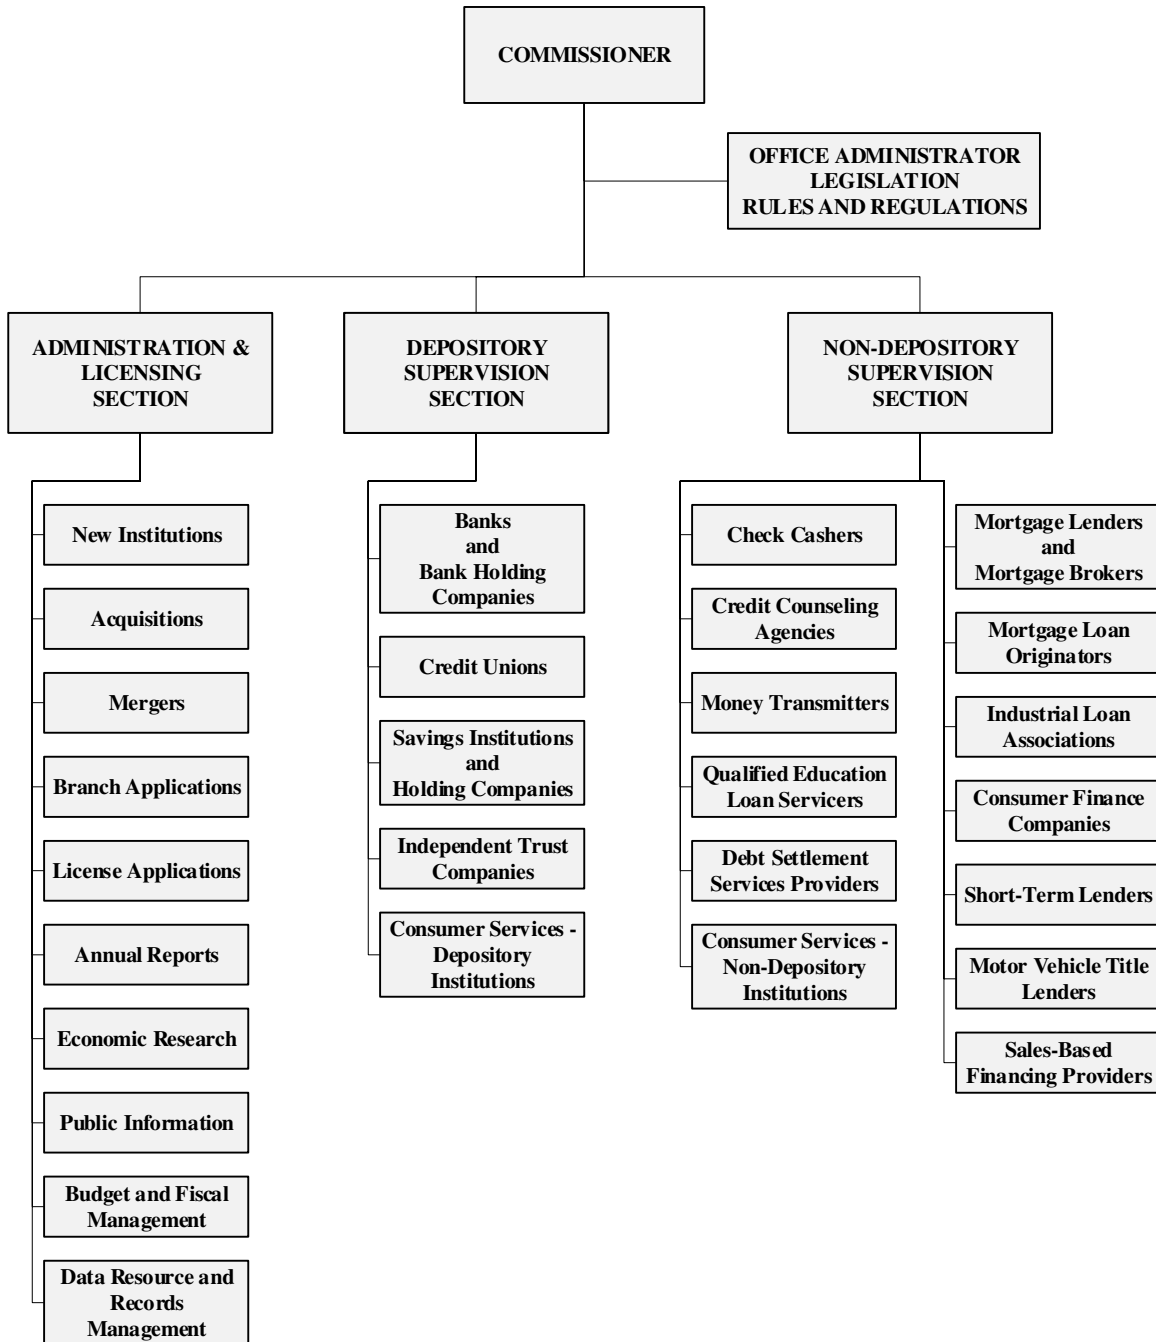 COMMISSIONER
OFFICE ADMINISTRATOR
LEGISLATION
RULES AND REGULATIONS
ADMINISTRATION &
LICENSING
SECTION
DEPOSITORY
SUPERVISION
SECTION
NON-DEPOSITORY
SUPERVISION
SECTION
New Institutions
Acquisitions
Mergers
Branch Applications
License Applications
Annual Reports
Economic Research
Public Information
Budget and Fiscal
Management
Data Resource and
Records
Management
Banks
and
Bank Holding
Companies
Credit Unions
Savings Institutions
and
Holding Companies
Independent Trust
Companies
Consumer Services -
Depository
Institutions
Check Cashers
Credit Counseling
Agencies
Money Transmitters
Qualified Education
Loan Servicers
Debt Settlement
Services Providers
Consumer Services -
Non-Depository
Institutions
Mortgage Lenders
and
Mortgage Brokers
Mortgage Loan
Originators
Industrial Loan
Associations
Consumer Finance
Companies
Short-Term Lenders
Motor Vehicle Title
Lenders
Sales-Based
Financing Providers